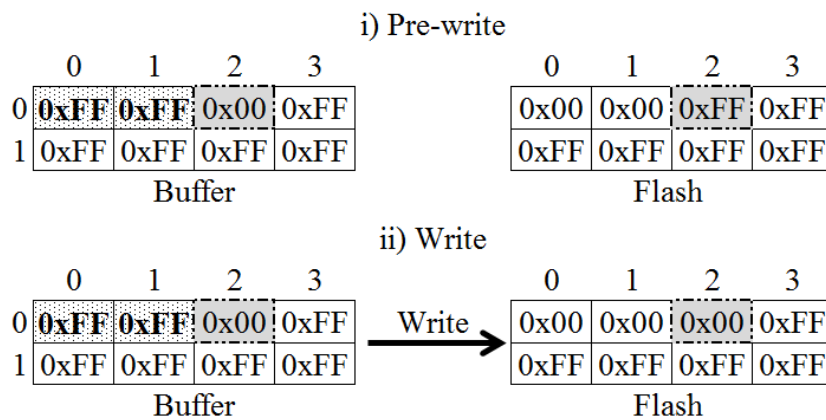 i) Pre-write
0 1 2 3 0 1 2 3
0 0xFF 0xFF 0x00 0xFF 0x00 0x00 0xFF 0xFF
1 0xFF 0xFF 0xFF 0xFF 0xFF 0xFF 0xFF 0xFF
Buffer Flash
ii) Write
0 1 2 3 0 1 2 3
0 0xFF 0xFF 0x00 0xFF Write 0x00 0x00 0x00 0xFF
1 0xFF 0xFF 0xFF 0xFF 0xFF 0xFF 0xFF 0xFF
Buffer Flash